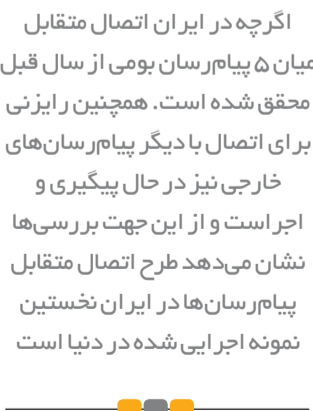 اگرچه در ایران اتصال متقابل
میان ۵ پیام‌رسان بومی از سال قبل
محقق شده است. همچنین رایزنی
برای اتصال با دیگر پیام‌رسان‌های
خارجی نیز در حال پیگیری و
اجراست و از این جهت بررسی‌ها
نشان می‌دهد طرح اتصال متقابل
پیام‌رسان‌ها در ایران نخستین
نمونه اجرایی شده در دنیا است